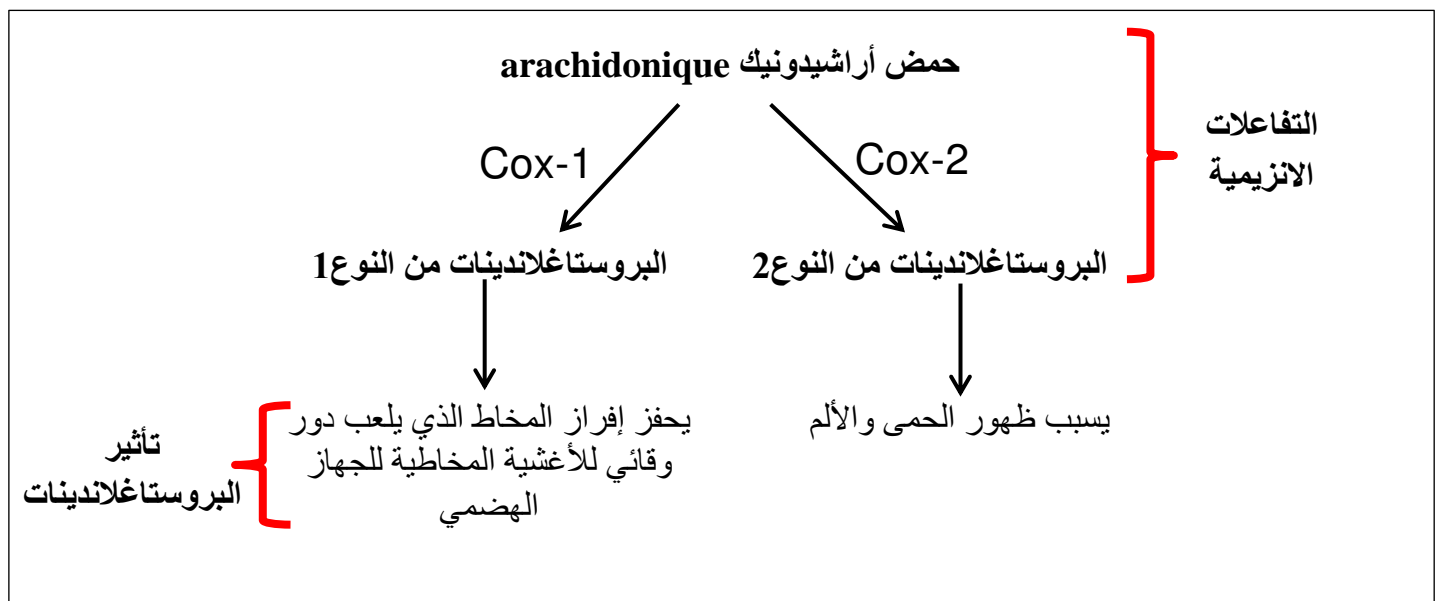 حمض أراشيدونيك arachidonique
التفاعلات
الانزيمية
Cox-2
Cox-1
البروستاغلاندينات من النوع2
البروستاغلاندينات من النوع1
يسبب ظهور الحمى والألم
يحفز إفراز المخاط الذي يلعب دور
وقائي للأغشية المخاطية للجهاز
الهضمي
تأثير
البروستاغلاندينات